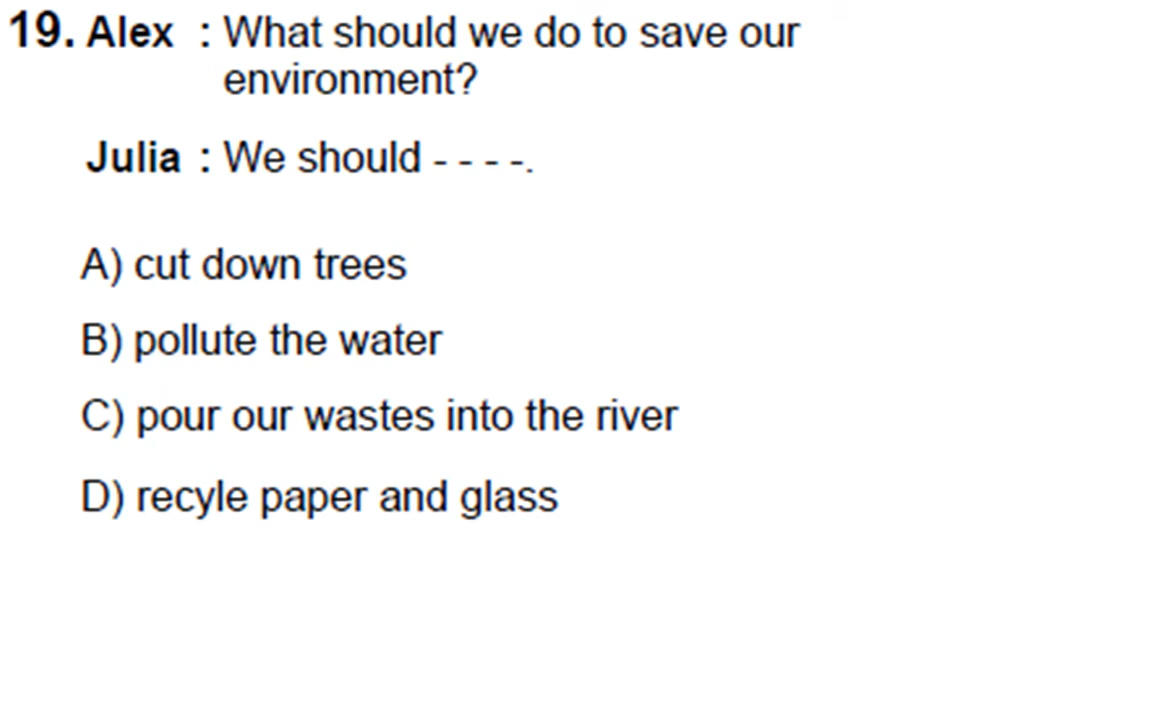 19. Alex : What should we do to save our
environment?
Julia : We should - - - -.
A) cut down trees
B) pollute the water
C) pour our wastes into the river
D) recyle paper and glass